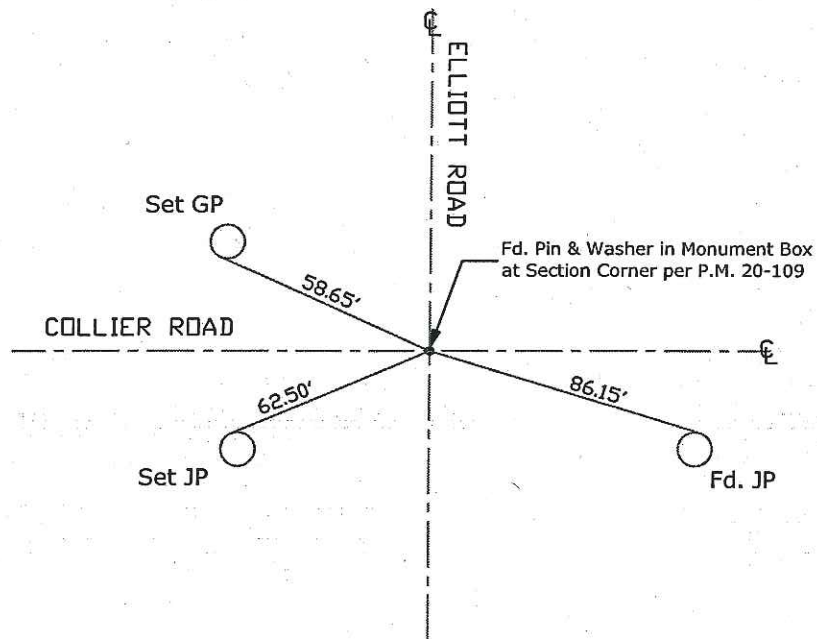 ℄
ELLIOTT ROAD
Set GP
Fd. Pin & Washer in Monument Box
at Section Corner per P.M. 20-109
58.65'
COLLIER ROAD
℄
62.50'
86.15'
Set JP
Fd. JP